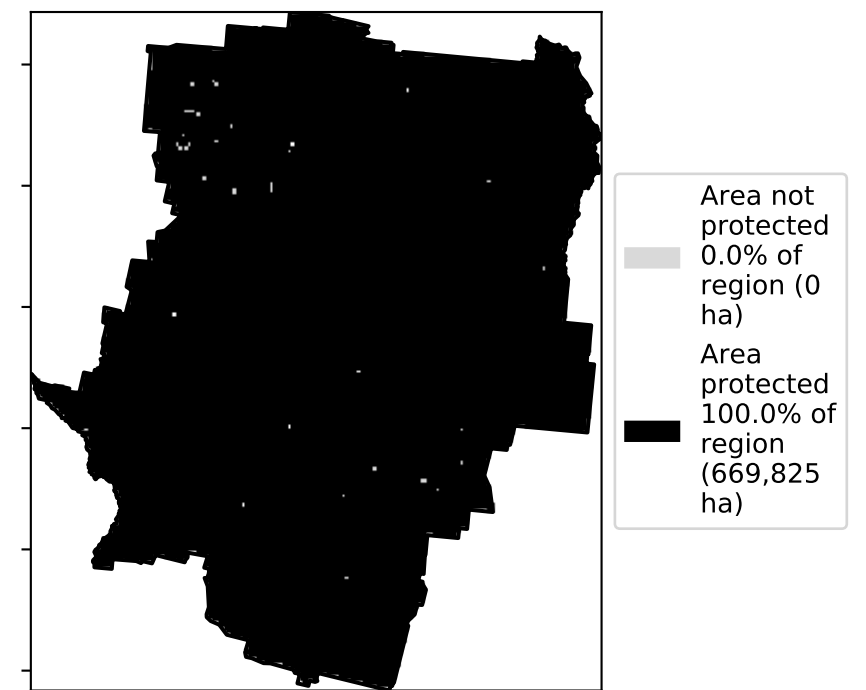 Area not
protected
0.0% of
region (0
ha)
Area
protected
100.0% of
region
(669,825
ha)